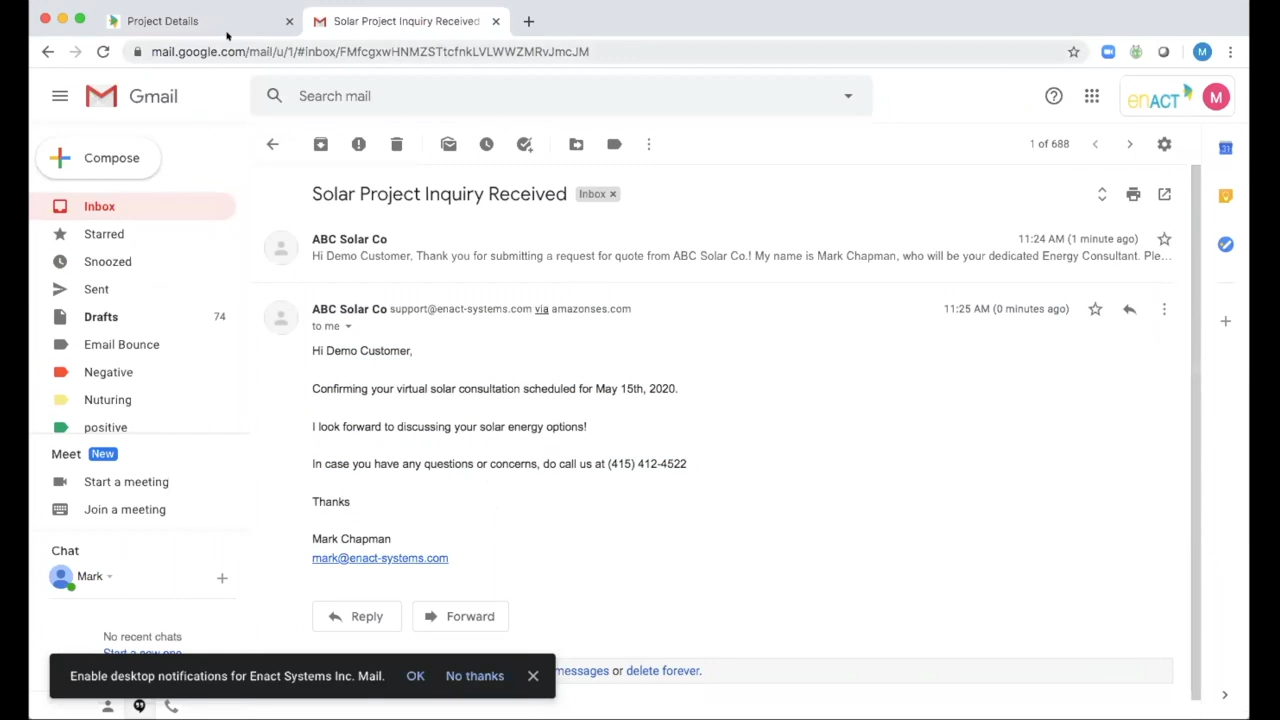 Project Details
Solar Project Inquiry Received
mail.google.com/mail/u/1/#inbox/FMfcgxwHNMZSTtcfnkLVLWWZMRvJmcJM
M
Gmail
Search mail
enACT
M
Compose
1 of 688
Inbox
Starred
Snoozed
Sent
Drafts 74
Email Bounce
Negative
Nuturing
positive
Meet New
Start a meeting
Join a meeting
Chat
Mark
No recent chats
Start a new one
Solar Project Inquiry Received Inbox
ABC Solar Co 11:24 AM (1 minute ago)
Hi Demo Customer, Thank you for submitting a request for quote from ABC Solar Co.! My name is Mark Chapman, who will be your dedicated Energy Consultant. Ple...
ABC Solar Co support@enact-systems.com via amazonses.com 11:25 AM (0 minutes ago)
to me
Hi Demo Customer,
Confirming your virtual solar consultation scheduled for May 15th, 2020.
I look forward to discussing your solar energy options!
In case you have any questions or concerns, do call us at (415) 412-4522
Thanks
Mark Chapman
mark@enact-systems.com
Reply Forward
messages or delete forever.
Enable desktop notifications for Enact Systems Inc. Mail. OK No thanks